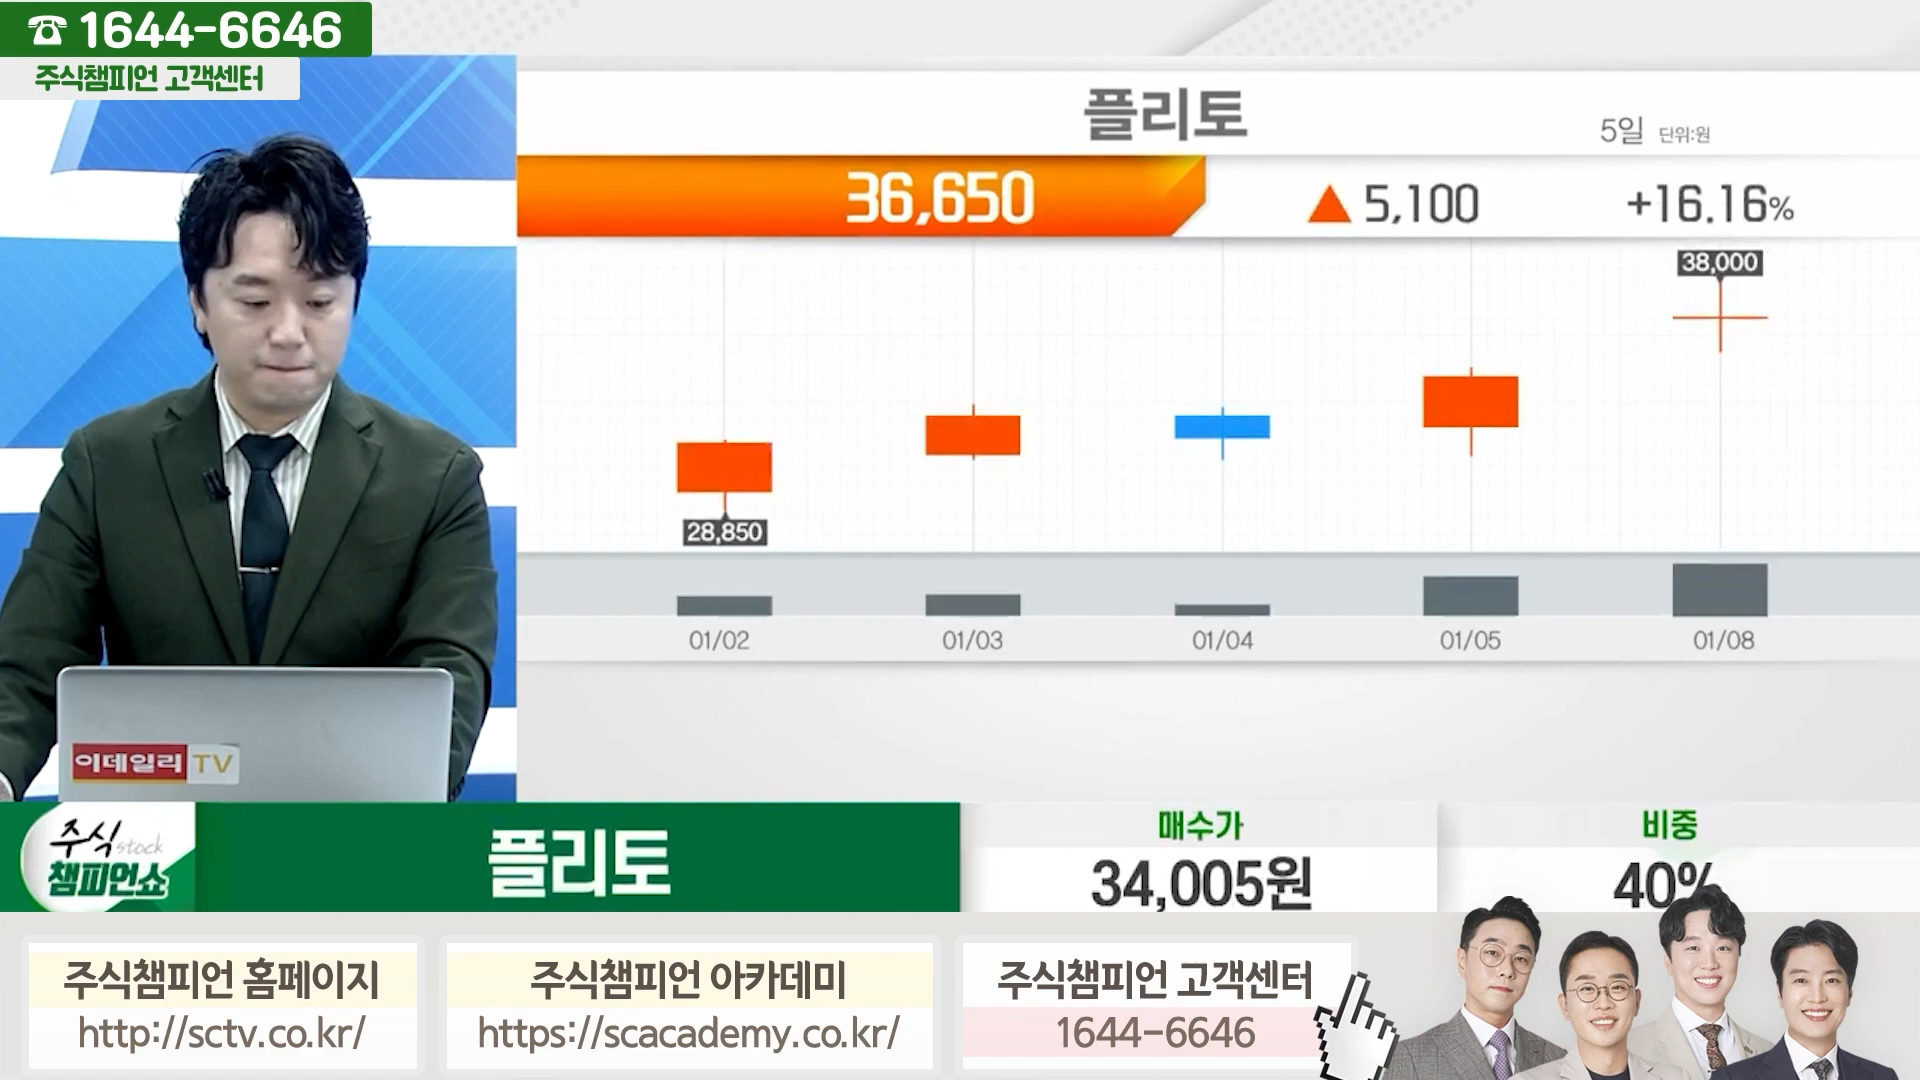 ☎ 1644-6646
주식챔피언 고객센터
플리토
5일 단위:원
36,650
▲ 5,100
+16.16%
38,000
28,850
01/02
01/03
01/04
01/05
01/08
이데일리 TV
주식 stock
챔피언쇼
플리토
매수가
34,005원
비중
40%
주식챔피언 홈페이지
http://sctv.co.kr/
주식챔피언 아카데미
https://scacademy.co.kr/
주식챔피언 고객센터
1644-6646